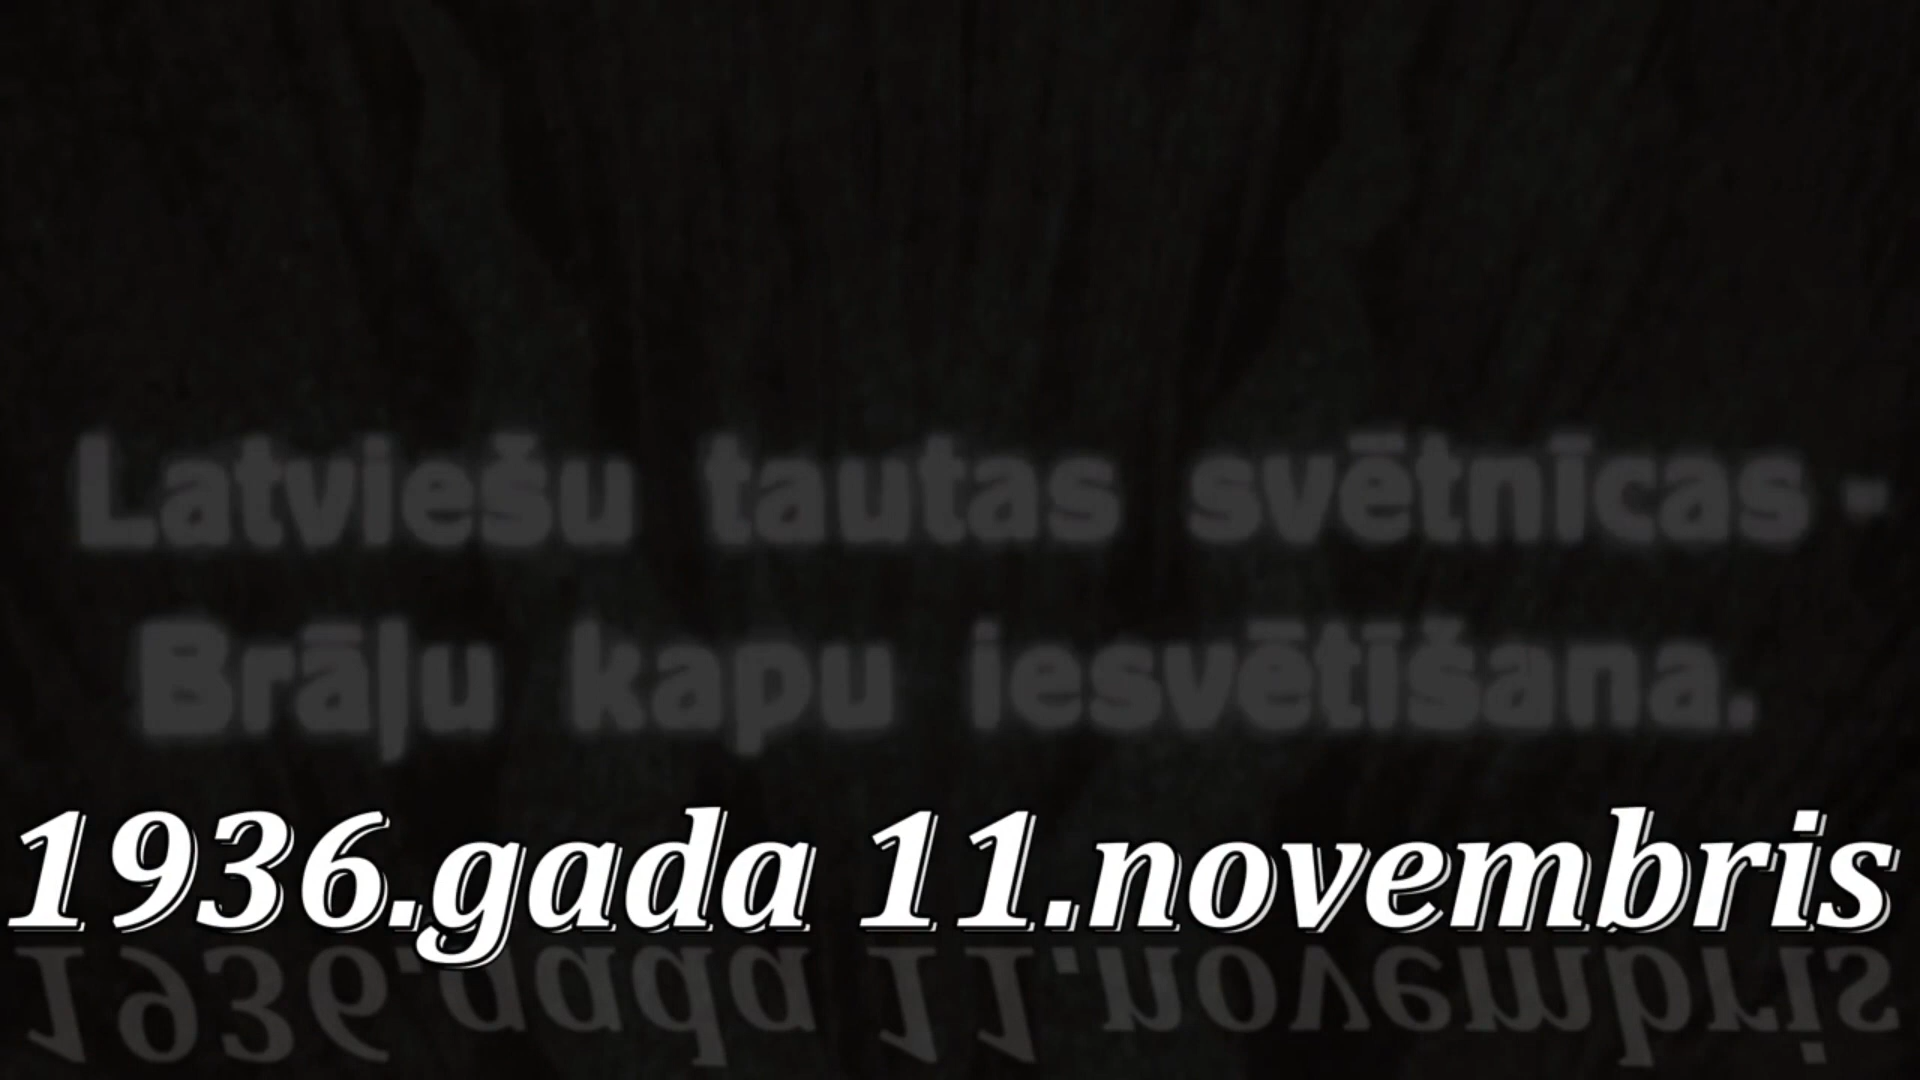 Latviešu tautas svētnīcas -
Brāļu kapu iesvētīšana.
1936.gada 11.novembris